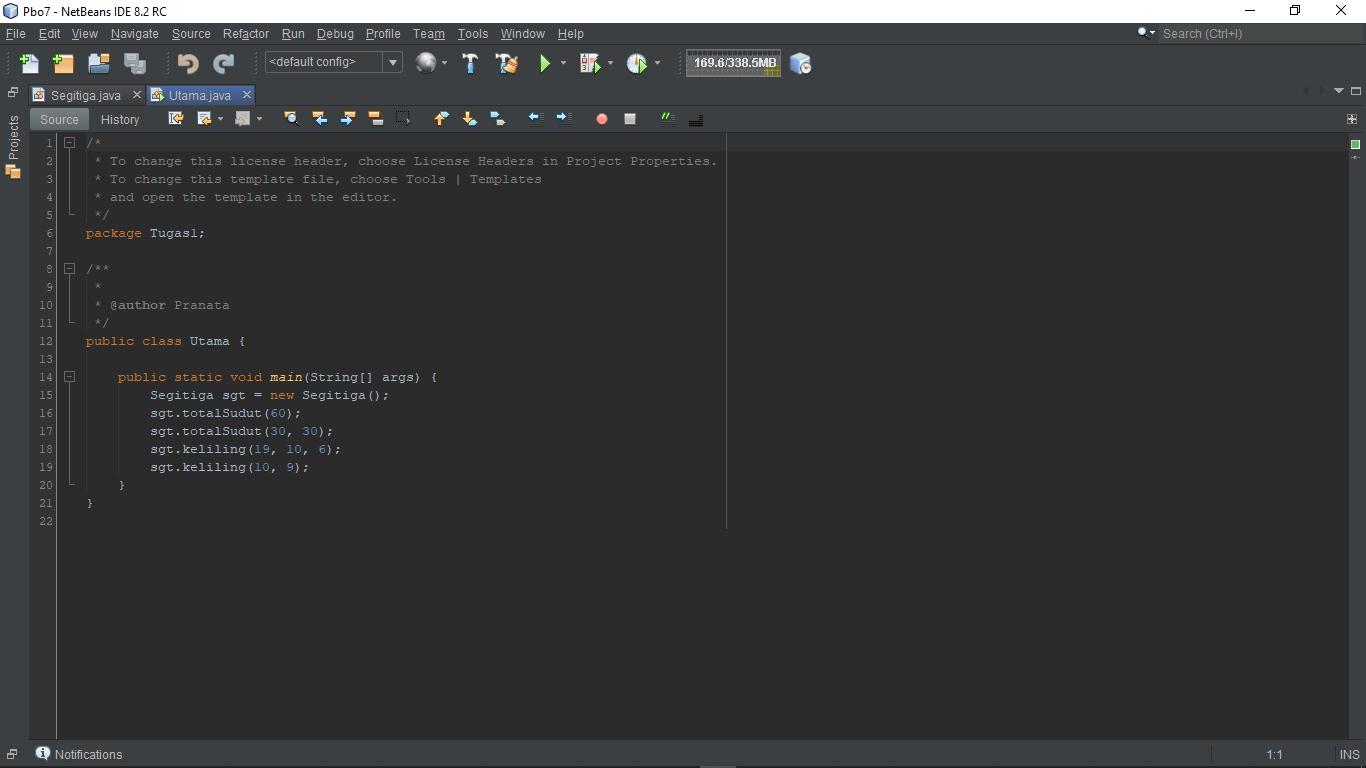 Pbo7 - NetBeans IDE 8.2 RC
File Edit View Navigate Source Refactor Run Debug Profile Team Tools Window Help
Search (Ctrl+I)
<default config>
169.6/338.5MB
Segitiga.java
Utama.java
Projects
Source History
1 /*
2 * To change this license header, choose License Headers in Project Properties.
3 * To change this template file, choose Tools | Templates
4 * and open the template in the editor.
5 */
6 package Tugas1;
7
8 /**
9 *
10 * @author Pranata
11 */
12 public class Utama {
13
14 public static void main(String[] args) {
15 Segitiga sgt = new Segitiga();
16 sgt.totalSudut(60);
17 sgt.totalSudut(30, 30);
18 sgt.keliling(19, 10, 6);
19 sgt.keliling(10, 9);
20 }
21 }
22
Notifications
1:1
INS